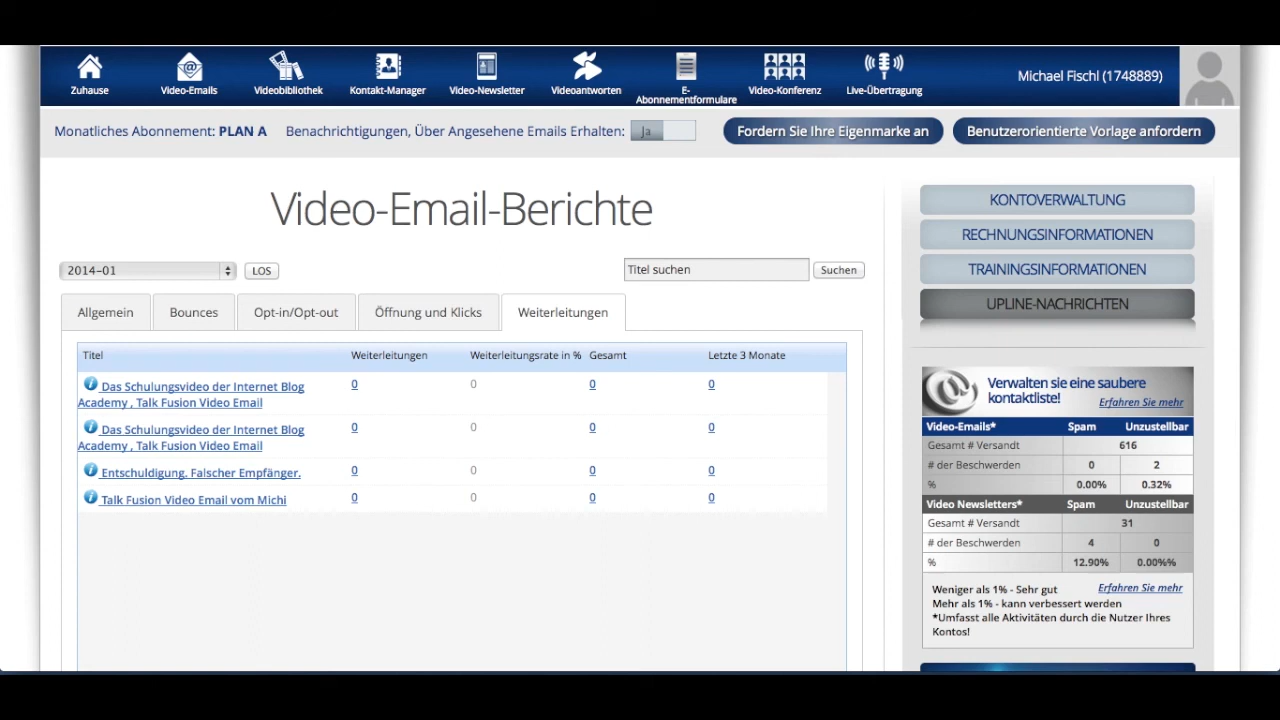 Zuhause
Video-Emails
Videobibliothek
Kontakt-Manager
Video-Newsletter
Videoantworten
E-
Abonnementformulare
Video-Konferenz
Live-Übertragung
Michael Fischl (1748889)
Monatliches Abonnement: PLAN A
Benachrichtigungen, Über Angesehene Emails Erhalten:
Ja
Fordern Sie Ihre Eigenmarke an
Benutzerorientierte Vorlage anfordern
Video-Email-Berichte
2014-01
LOS
Titel suchen
Suchen
Allgemein
Bounces
Opt-in/Opt-out
Öffnung und Klicks
Weiterleitungen
Titel Weiterleitungen Weiterleitungsrate in % Gesamt Letzte 3 Monate
Das Schulungsvideo der Internet Blog 0 0 0 0
Academy , Talk Fusion Video Email
Das Schulungsvideo der Internet Blog 0 0 0 0
Academy , Talk Fusion Video Email
Entschuldigung. Falscher Empfänger. 0 0 0 0
Talk Fusion Video Email vom Michi 0 0 0 0
KONTOVERWALTUNG
RECHNUNGSINFORMATIONEN
TRAININGSINFORMATIONEN
UPLINE-NACHRICHTEN
Verwalten sie eine saubere
kontaktliste! Erfahren Sie mehr
Video-Emails* Spam Unzustellbar
Gesamt # Versandt 616
# der Beschwerden 0 2
% 0.00% 0.32%
Video Newsletters* Spam Unzustellbar
Gesamt # Versandt 31
# der Beschwerden 4 0
% 12.90% 0.00%%
Weniger als 1% - Sehr gut Erfahren Sie mehr
Mehr als 1% - kann verbessert werden
*Umfasst alle Aktivitäten durch die Nutzer Ihres
Kontos!